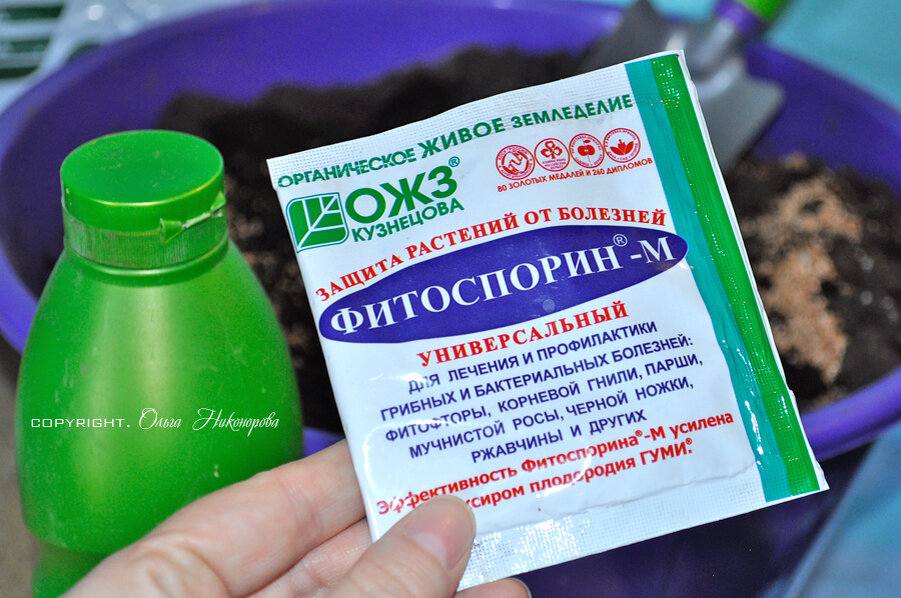 ОРГАНИЧЕСКОЕ ЖИВОЕ ЗЕМЛЕДЕЛИЕ
ОЖЗ®
КУЗНЕЦОВА
80 ЗОЛОТЫХ МЕДАЛЕЙ И 260 ДИПЛОМОВ
ЗАЩИТА РАСТЕНИЙ ОТ БОЛЕЗНЕЙ
ФИТОСПОРИН®-М
УНИВЕРСАЛЬНЫЙ
ДЛЯ ЛЕЧЕНИЯ И ПРОФИЛАКТИКИ
ГРИБНЫХ И БАКТЕРИАЛЬНЫХ БОЛЕЗНЕЙ:
ФИТОФТОРЫ, КОРНЕВОЙ ГНИЛИ, ПАРШИ,
МУЧНИСТОЙ РОСЫ, ЧЕРНОЙ НОЖКИ,
РЖАВЧИНЫ И ДРУГИХ
Эффективность Фитоспорина®-М усилена
плодородия ГУМИ®.
COPYRIGHT. Ольга Никонорова